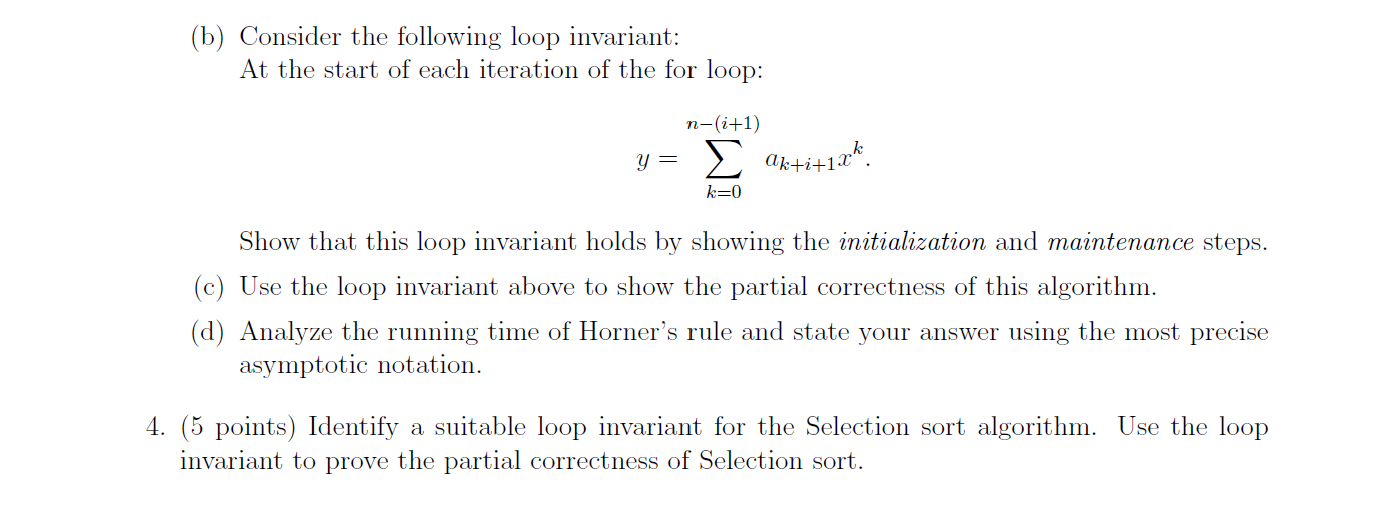 (b) Consider the following loop invariant:
At the start of each iteration of the for loop:
n−(i+1)
y = ∑ a_{k+i+1}x^k.
k=0
Show that this loop invariant holds by showing the initialization and maintenance steps.
(c) Use the loop invariant above to show the partial correctness of this algorithm.
(d) Analyze the running time of Horner's rule and state your answer using the most precise
asymptotic notation.
4. (5 points) Identify a suitable loop invariant for the Selection sort algorithm. Use the loop
invariant to prove the partial correctness of Selection sort.